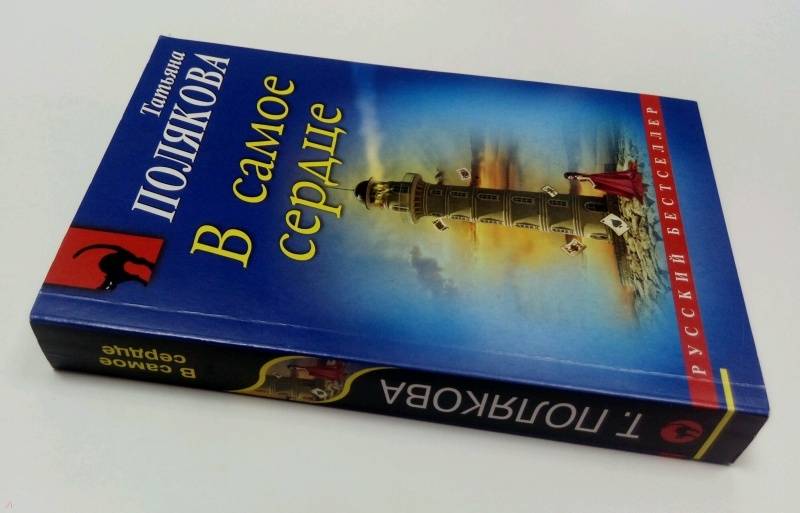 Татьяна
ПОЛЯКОВА
В самое
сердце
РУССКИЙ БЕСТСЕЛЛЕР
Т. ПОЛЯКОВА
В самое
сердце